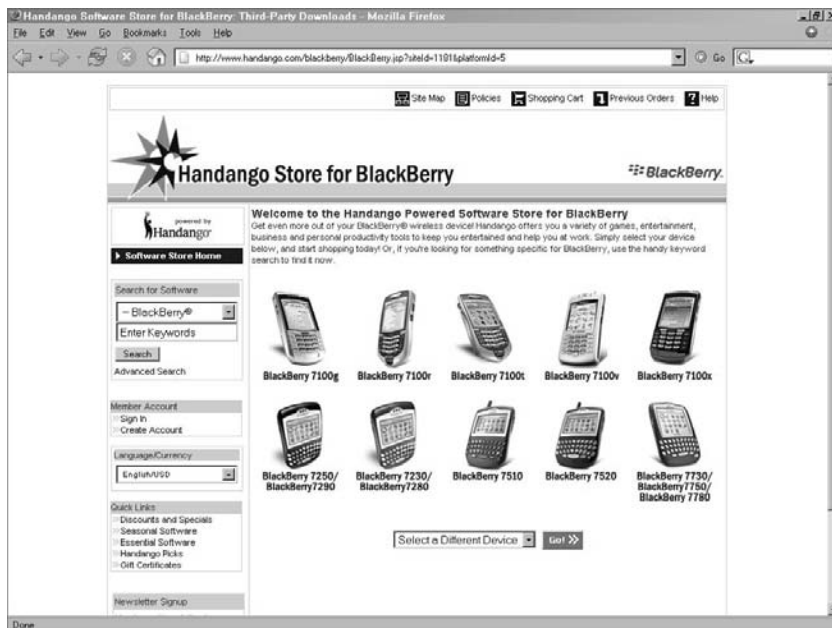 Handango Software Store for BlackBerry: Third-Party Downloads - Mozilla Firefox
File Edit View Go Bookmarks Tools Help
http://www.handango.com/blackberry/BlackBerry.jsp?siteId=1181&platformId=5
Go
G
Site Map Policies Shopping Cart Previous Orders ? Help
Handango Store for BlackBerry
BlackBerry.
powered by
Handango
Software Store Home
Search for Software
– BlackBerry®
Enter Keywords
Search
Advanced Search
Member Account
Sign In
Create Account
Language/Currency
English/USD
Quick Links
Discounts and Specials
Seasonal Software
Essential Software
Handango Picks
Gift Certificates
Newsletter Signup
Welcome to the Handango Powered Software Store for BlackBerry
Get even more out of your BlackBerry® wireless device! Handango offers you a variety of games, entertainment,
business and personal productivity tools to keep you entertained and help you at work. Simply select your device
below, and start shopping today! Or, if you're looking for something specific for BlackBerry, use the handy keyword
search to find it now.
BlackBerry 7100g BlackBerry 7100r BlackBerry 7100t BlackBerry 7100v BlackBerry 7100x
BlackBerry 7250/ BlackBerry 7230/ BlackBerry 7510 BlackBerry 7520 BlackBerry 7730/
BlackBerry7290 BlackBerry7280 BlackBerry7750/
BlackBerry 7780
Select a Different Device Go! »
Done